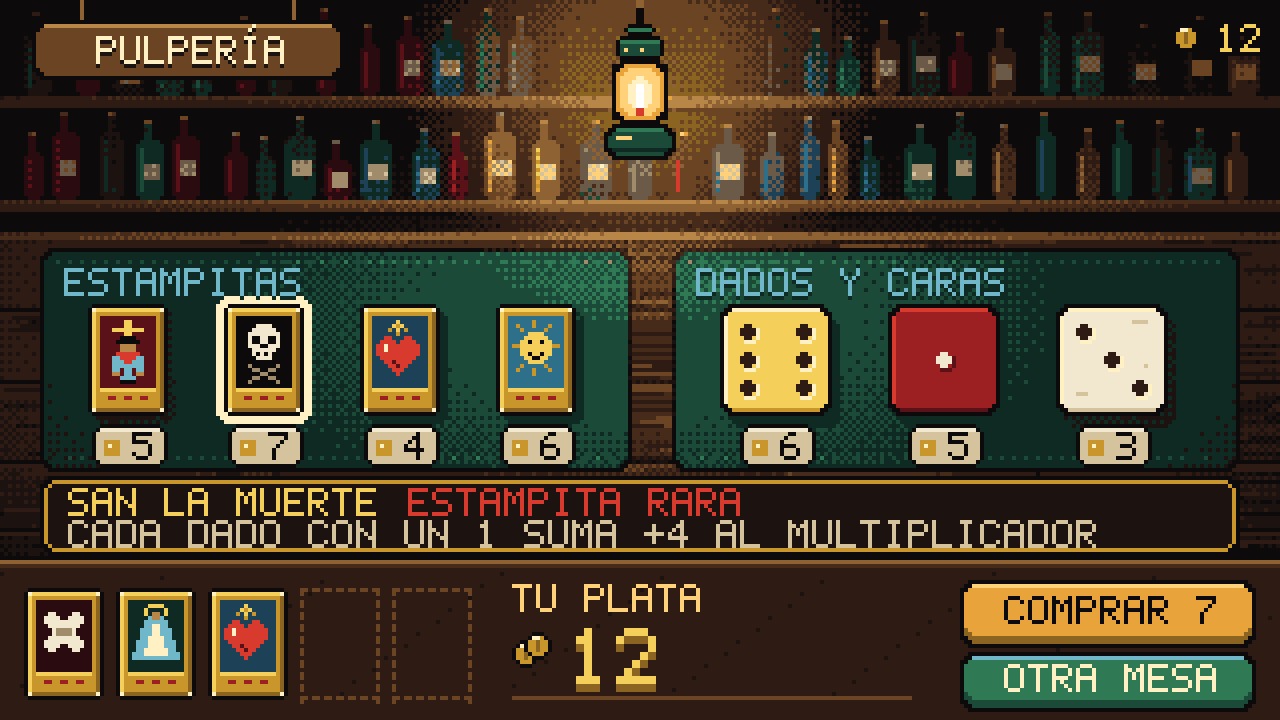 PULPERÍA
12
ESTAMPITAS
DADOS Y CARAS
5 7 4 6
6 5 3
SAN LA MUERTE ESTAMPITA RARA
CADA DADO CON UN 1 SUMA +4 AL MULTIPLICADOR
TU PLATA
12
COMPRAR 7
OTRA MESA